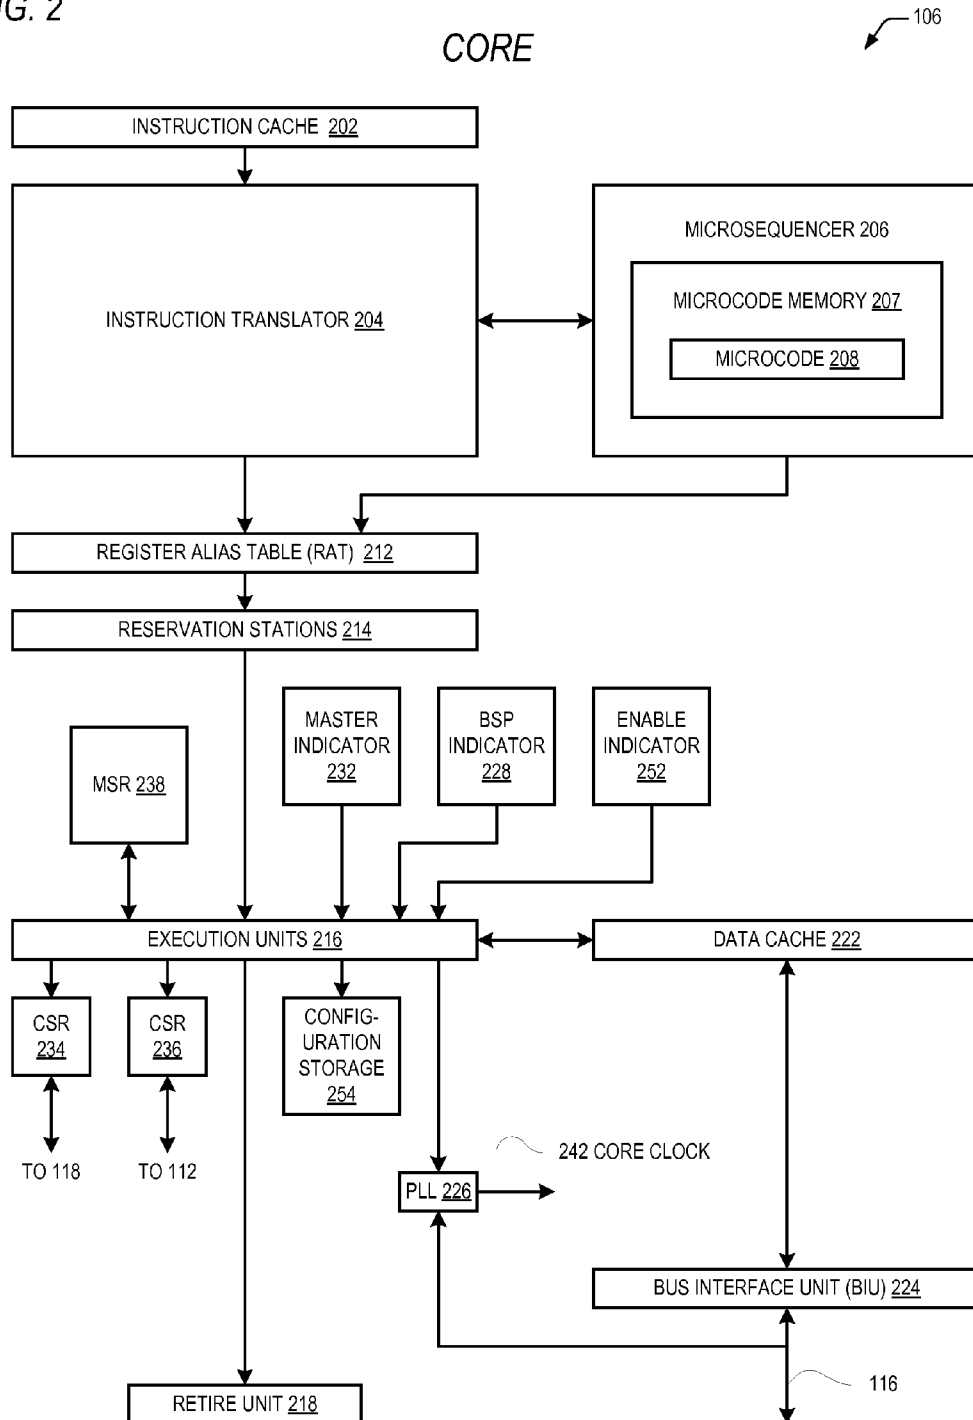 FIG. 2
CORE
106
INSTRUCTION CACHE 202
INSTRUCTION TRANSLATOR 204
MICROSEQUENCER 206
MICROCODE MEMORY 207
MICROCODE 208
REGISTER ALIAS TABLE (RAT) 212
RESERVATION STATIONS 214
MSR 238
MASTER
INDICATOR
232
BSP
INDICATOR
228
ENABLE
INDICATOR
252
EXECUTION UNITS 216
DATA CACHE 222
CSR
234
CSR
236
CONFIG-
URATION
STORAGE
254
TO 118
TO 112
242 CORE CLOCK
PLL 226
BUS INTERFACE UNIT (BIU) 224
116
RETIRE UNIT 218